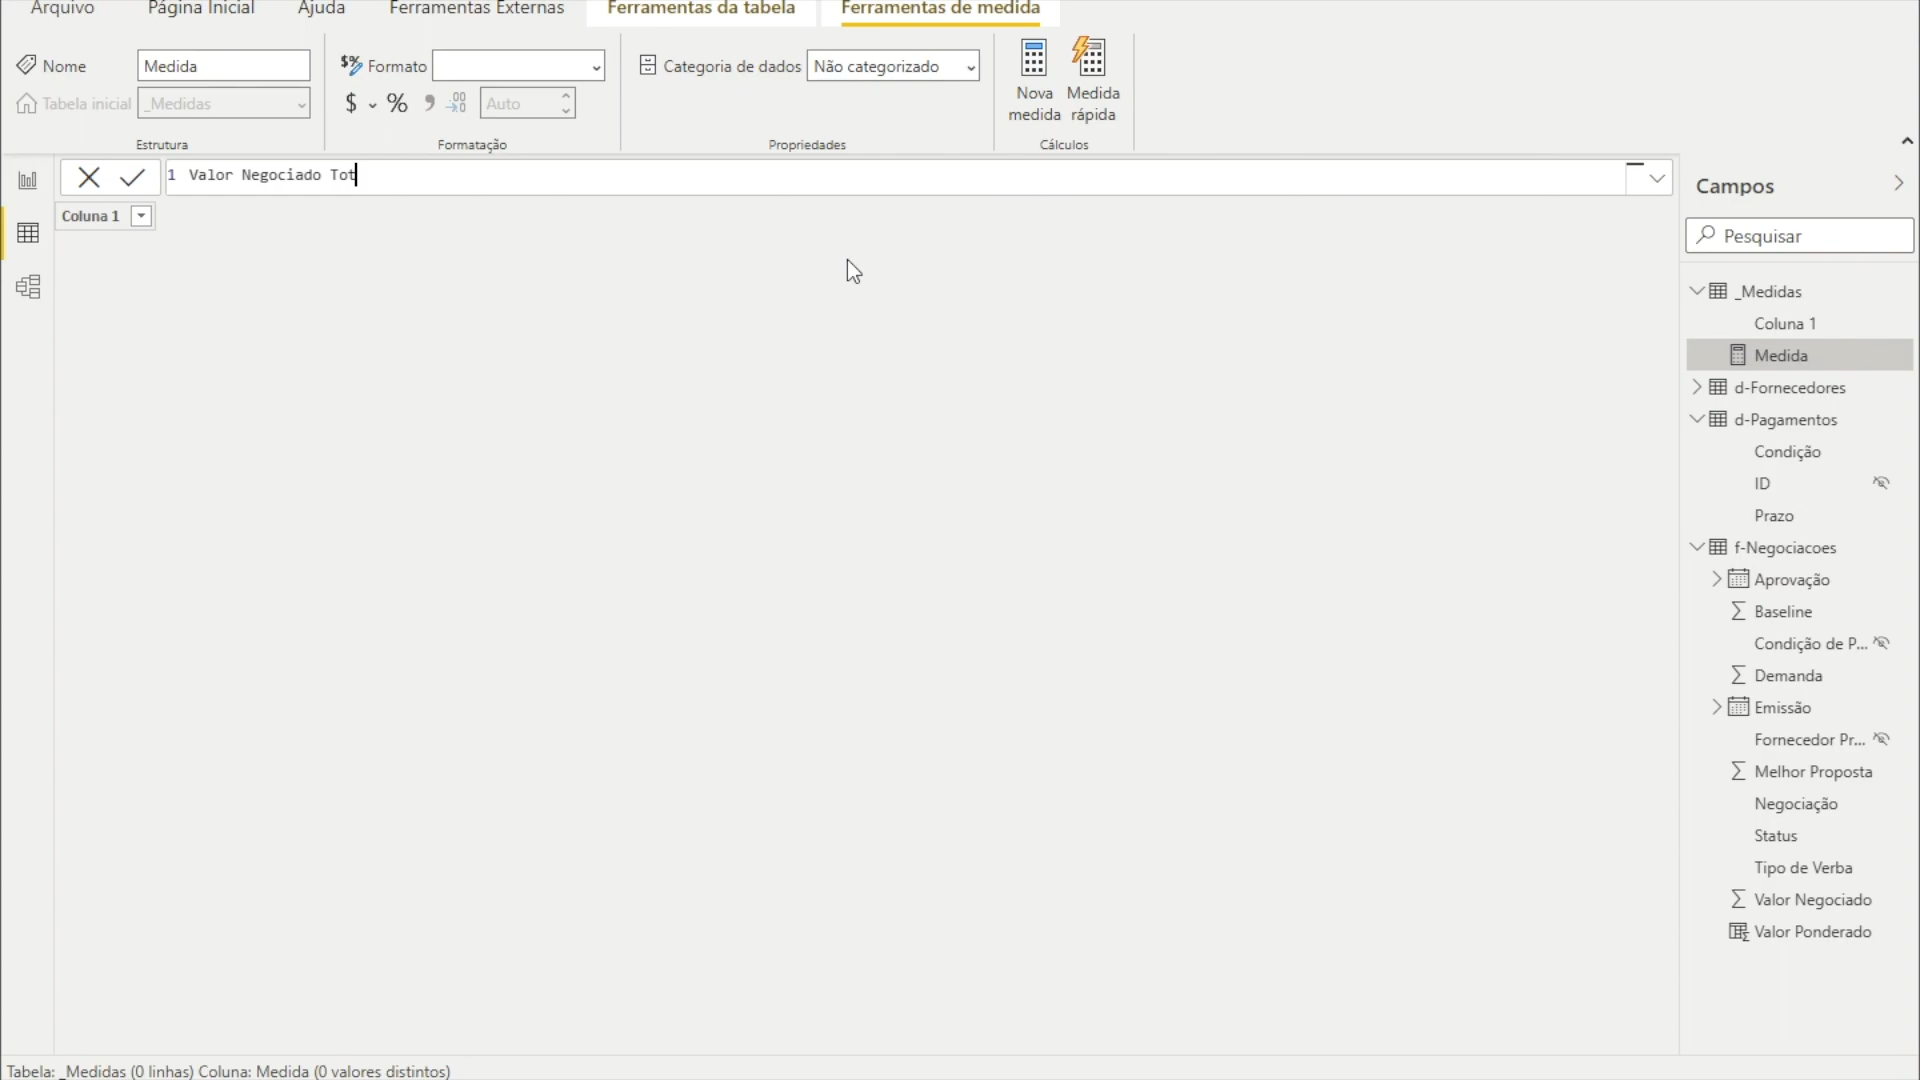 Arquivo Página Inicial Ajuda Ferramentas Externas Ferramentas da tabela Ferramentas de medida
Nome Medida
Tabela inicial _Medidas
Estrutura
$% Formato
$ % 9 .00 →.0 Auto
Formatação
Categoria de dados Não categorizado
Propriedades
Nova medida
Medida rápida
Cálculos
1 Valor Negociado Tot
Coluna 1
Campos
Pesquisar
_Medidas
Coluna 1
Medida
d-Fornecedores
d-Pagamentos
Condição
ID
Prazo
f-Negociacoes
Aprovação
Baseline
Condição de P...
Demanda
Emissão
Fornecedor Pr...
Melhor Proposta
Negociação
Status
Tipo de Verba
Valor Negociado
Valor Ponderado
Tabela: _Medidas (0 linhas) Coluna: Medida (0 valores distintos)